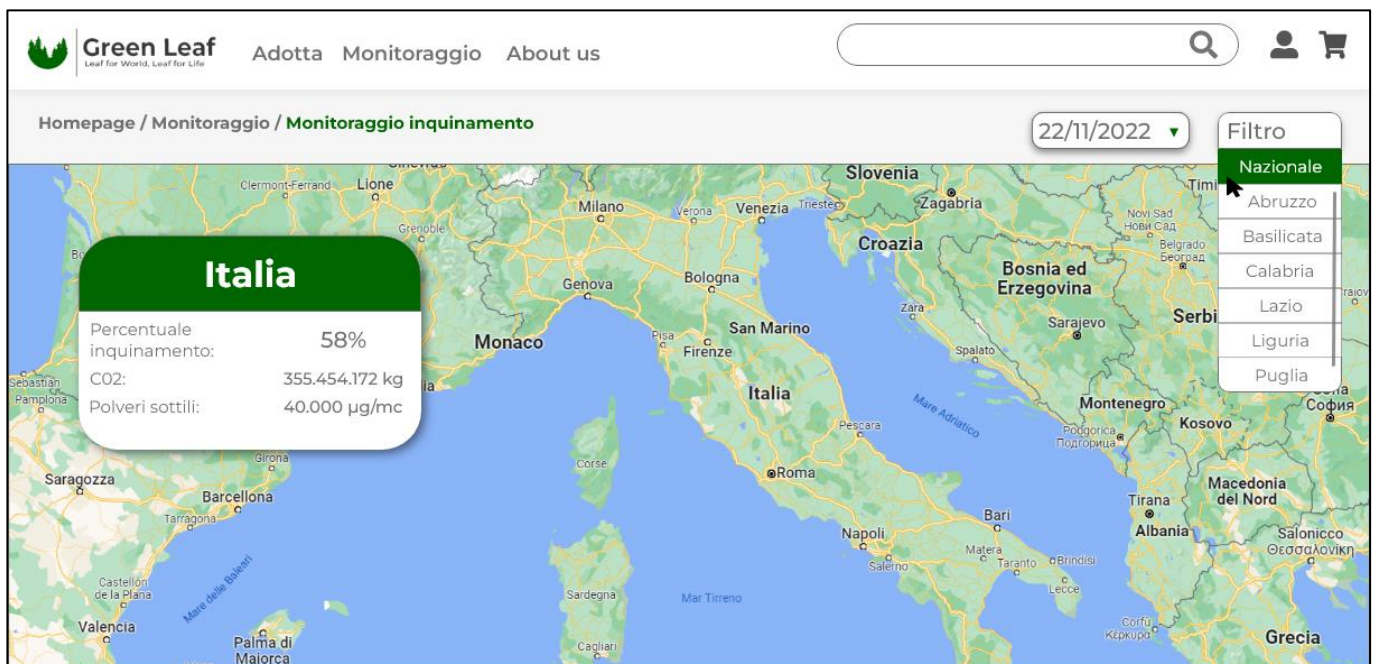 Green Leaf
Leaf for World, Leaf for Life
Adotta Monitoraggio About us
Homepage / Monitoraggio / Monitoraggio inquinamento
22/11/2022
Filtro
Nazionale
Abruzzo
Basilicata
Calabria
Lazio
Liguria
Puglia
Italia
Percentuale inquinamento: 58%
C02: 355.454.172 kg
Polveri sottili: 40.000 µg/mc
Clermont-Ferrand
Lione
Grenoble
Milano
Verona
Venezia
Trieste
Slovenia
Zagabria
Croazia
Novi Sad
Нови Сад
Belgrado
Београд
Genova
Bologna
Bosnia ed
Erzegovina
Zara
Sarajevo
Monaco
Pisa
Firenze
San Marino
Spalato
Italia
Mare Adriatico
Montenegro
Kosovo
София
Pamplona
Pescara
Podgorica
Подгорица
Girona
Corse
Roma
Saragozza
Barcellona
Tarragona
Macedonia
del Nord
Tirana
Albania
Bari
Napoli
Salerno
Matera
Taranto
Brindisi
Lecce
Salonicco
Θεσσαλονίκη
Castellón
de la Plana
Mare delle Baleari
Sardegna
Mar Tirreno
Valencia
Palma di
Maiorca
Cagliari
Corfù
Κέρκυρα
Grecia